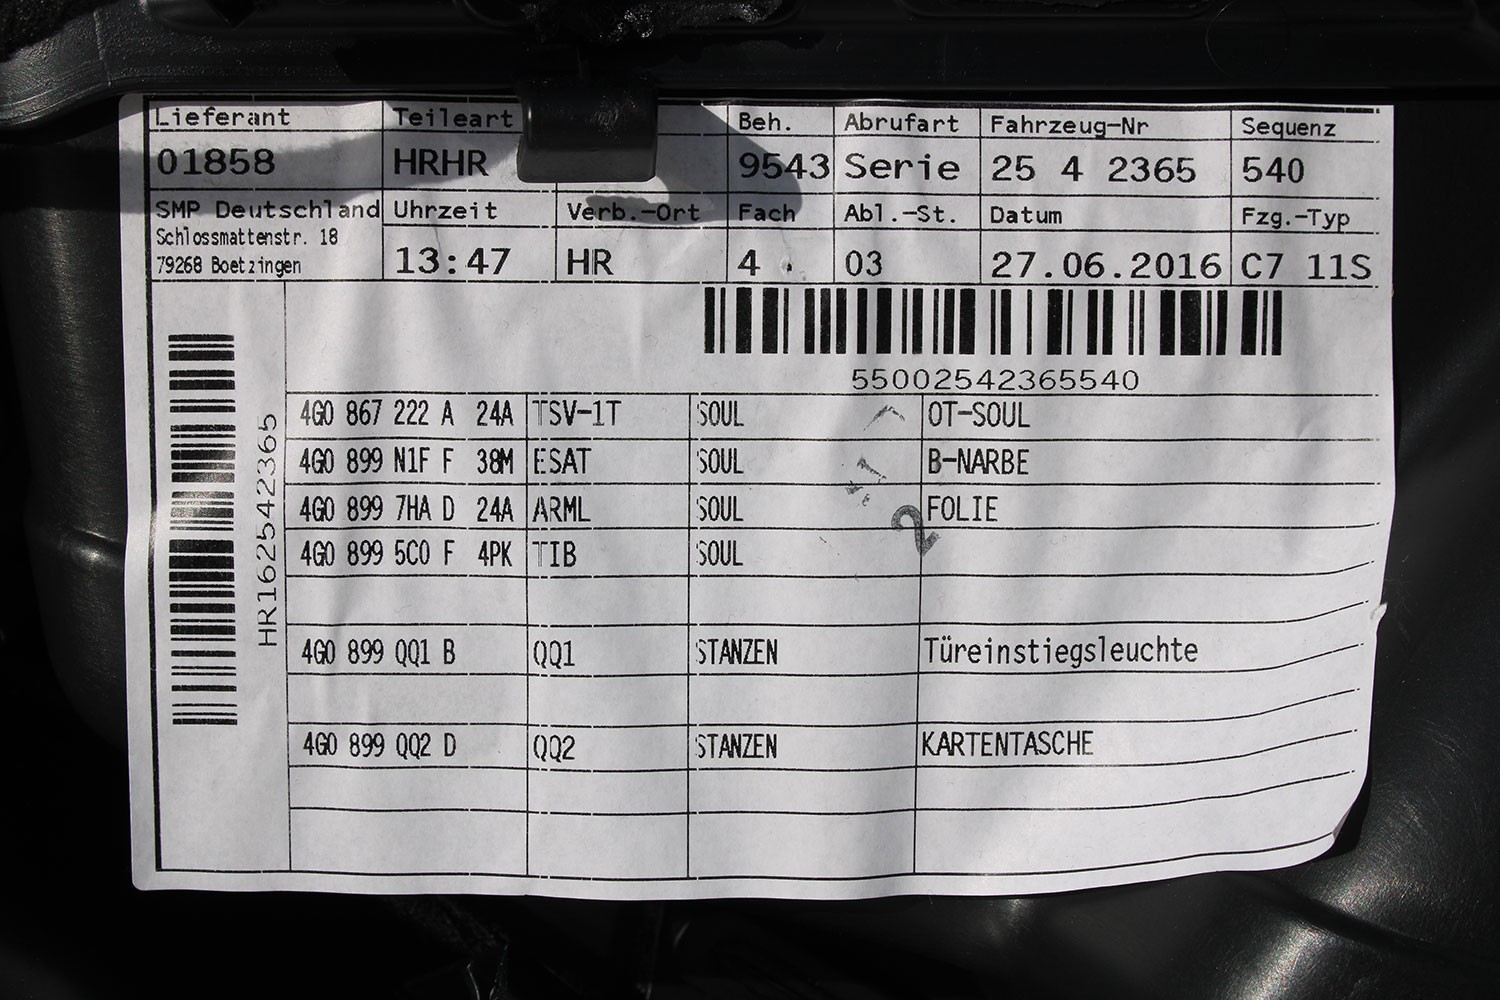 Lieferant Teileart Beh. Abrufart Fahrzeug-Nr Sequenz
01858 HRHR 9543 Serie 25 4 2365 540
SMP Deutschland Uhrzeit Verb.-Ort Fach Abl.-St. Datum Fzg.-Typ
Schlossmattenstr. 18
79268 Boetzingen 13:47 HR 4 03 27.06.2016 C7 11S
55002542365540
HR162542365
4G0 867 222 A 24A TSV-1T SOUL OT-SOUL
4G0 899 N1F F 38M ESAT SOUL B-NARBE
4G0 899 7HA D 24A ARML SOUL FOLIE
2
4G0 899 5C0 F 4PK TIB SOUL
4G0 899 QQ1 B QQ1 STANZEN Türeinstiegsleuchte
4G0 899 QQ2 D QQ2 STANZEN KARTENTASCHE